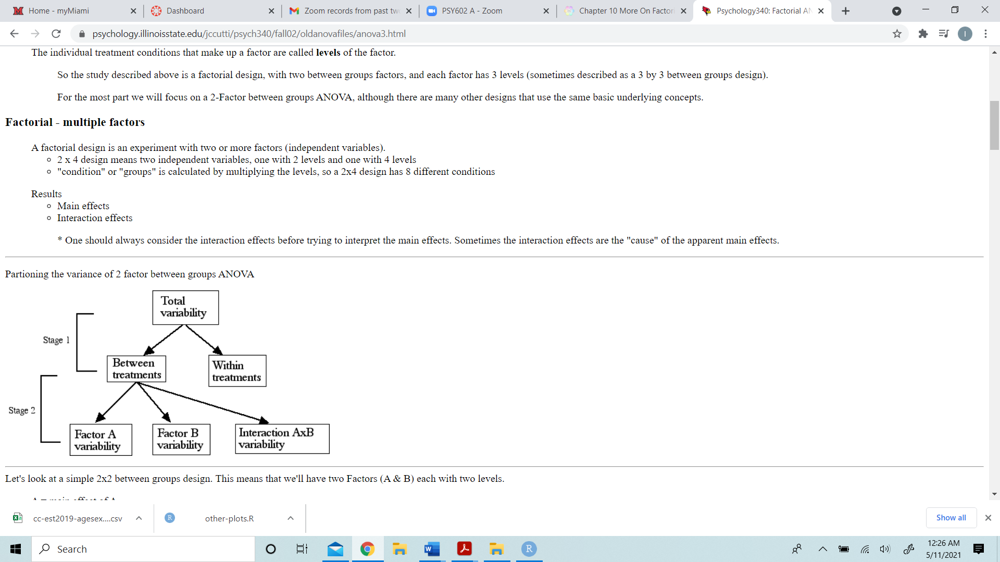 Home - myMiami
Dashboard
Zoom records from past tw
PSY602 A - Zoom
Chapter 10 More On Factori
Psychology340: Factorial AN
psychology.illinoisstate.edu/jccutti/psych340/fall02/oldanovafiles/anova3.html
I
The individual treatment conditions that make up a factor are called levels of the factor.
So the study described above is a factorial design, with two between groups factors, and each factor has 3 levels (sometimes described as a 3 by 3 between groups design).
For the most part we will focus on a 2-Factor between groups ANOVA, although there are many other designs that use the same basic underlying concepts.
Factorial - multiple factors
A factorial design is an experiment with two or more factors (independent variables).
2 x 4 design means two independent variables, one with 2 levels and one with 4 levels
"condition" or "groups" is calculated by multiplying the levels, so a 2x4 design has 8 different conditions
Results
Main effects
Interaction effects
* One should always consider the interaction effects before trying to interpret the main effects. Sometimes the interaction effects are the "cause" of the apparent main effects.
Partioning the variance of 2 factor between groups ANOVA
Total
variability
Stage 1
Between
treatments
Within
treatments
Stage 2
Factor A
variability
Factor B
variability
Interaction AxB
variability
Let's look at a simple 2x2 between groups design. This means that we'll have two Factors (A & B) each with two levels.
A = main effect of A
cc-est2019-agesex....csv
R
other-plots.R
Show all
Search
R
12:26 AM
5/11/2021